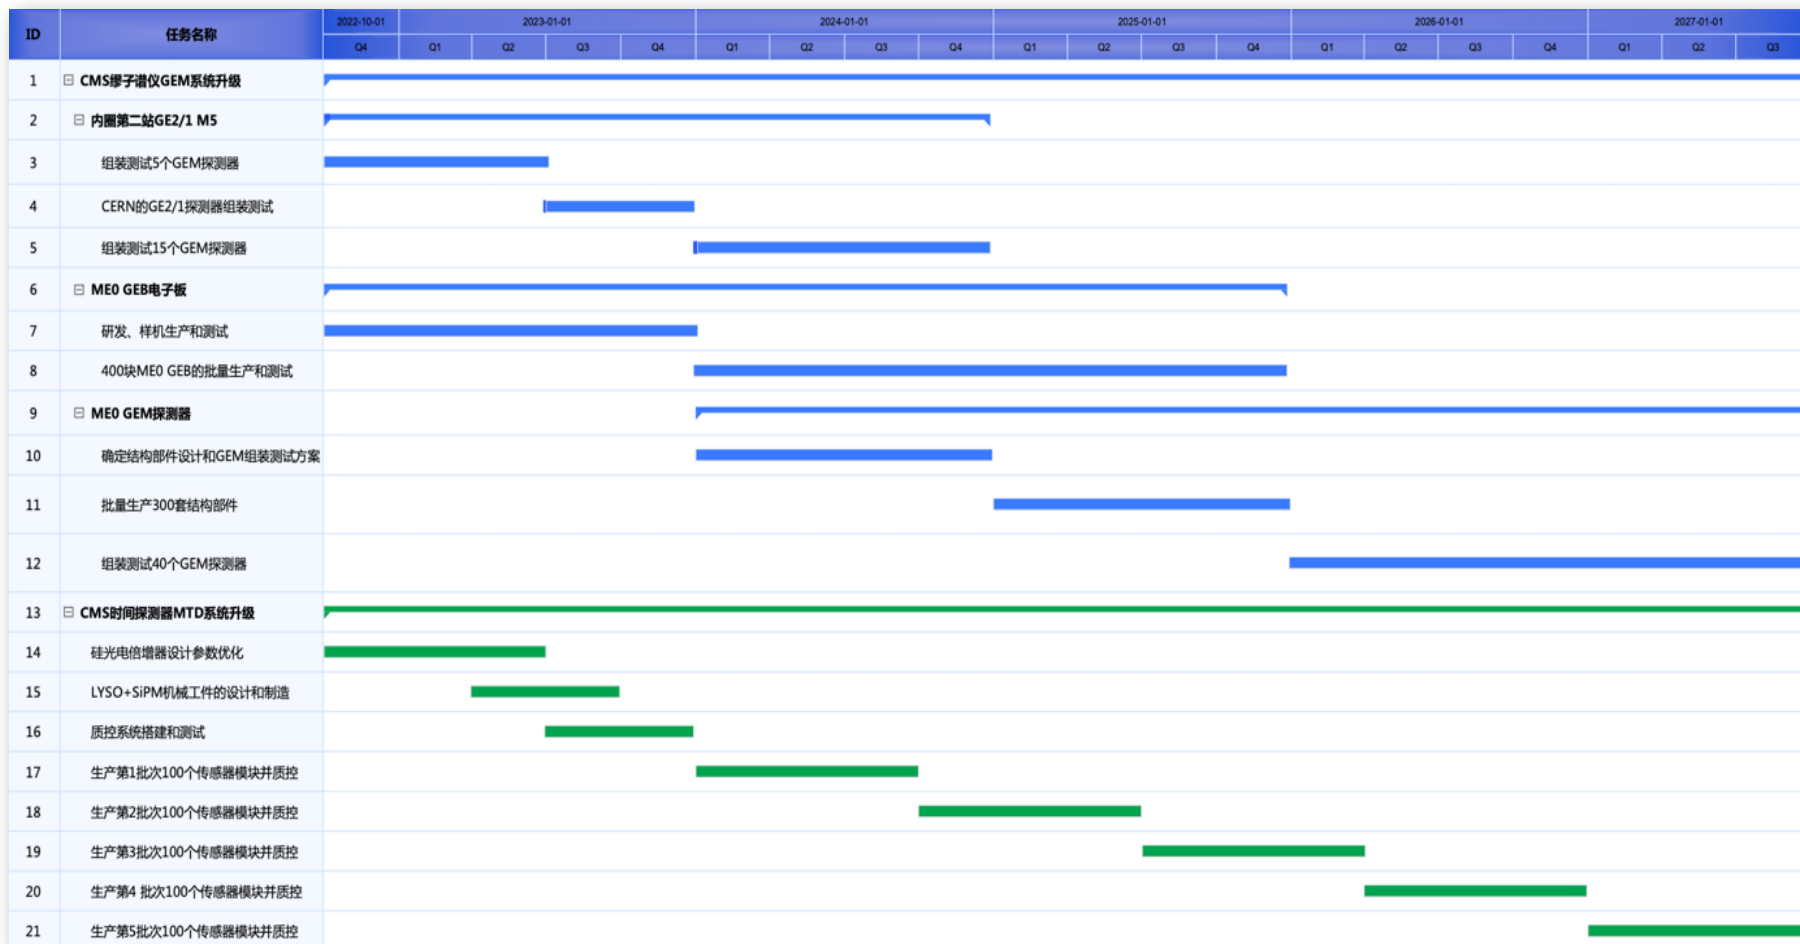 ID 任务名称 2022-10-01 2023-01-01 2024-01-01 2025-01-01 2026-01-01 2027-01-01
Q4 Q1 Q2 Q3 Q4 Q1 Q2 Q3 Q4 Q1 Q2 Q3 Q4 Q1 Q2 Q3 Q4 Q1 Q2 Q3
1 CMS缪子谱仪GEM系统升级
2 内圈第二站GE2/1 M5
3 组装测试5个GEM探测器
4 CERN的GE2/1探测器组装测试
5 组装测试15个GEM探测器
6 ME0 GEB电子板
7 研发、样机生产和测试
8 400块ME0 GEB的批量生产和测试
9 ME0 GEM探测器
10 确定结构部件设计和GEM组装测试方案
11 批量生产300套结构部件
12 组装测试40个GEM探测器
13 CMS时间探测器MTD系统升级
14 硅光电倍增器设计参数优化
15 LYSO+SiPM机械工件的设计和制造
16 质控系统搭建和测试
17 生产第1批次100个传感器模块并质控
18 生产第2批次100个传感器模块并质控
19 生产第3批次100个传感器模块并质控
20 生产第4 批次100个传感器模块并质控
21 生产第5批次100个传感器模块并质控